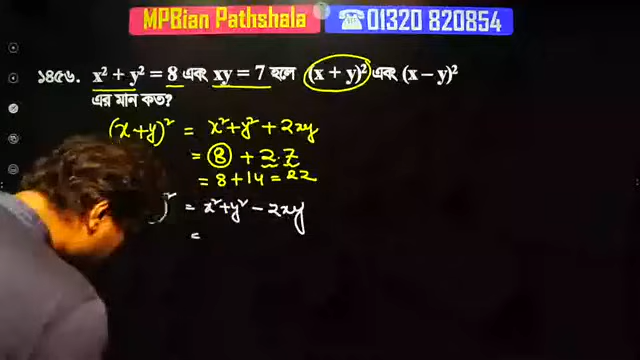 MPBian Pathshala ☎01320 820854
১৪৫৬. x² + y² = 8 এবং xy = 7 হলে (x + y)² এবং (x – y)²
এর মান কত?
(x+y)² = x²+y²+2xy
= 8 + 2.7
= 8+14=22
)² = x²+y²-2xy
=